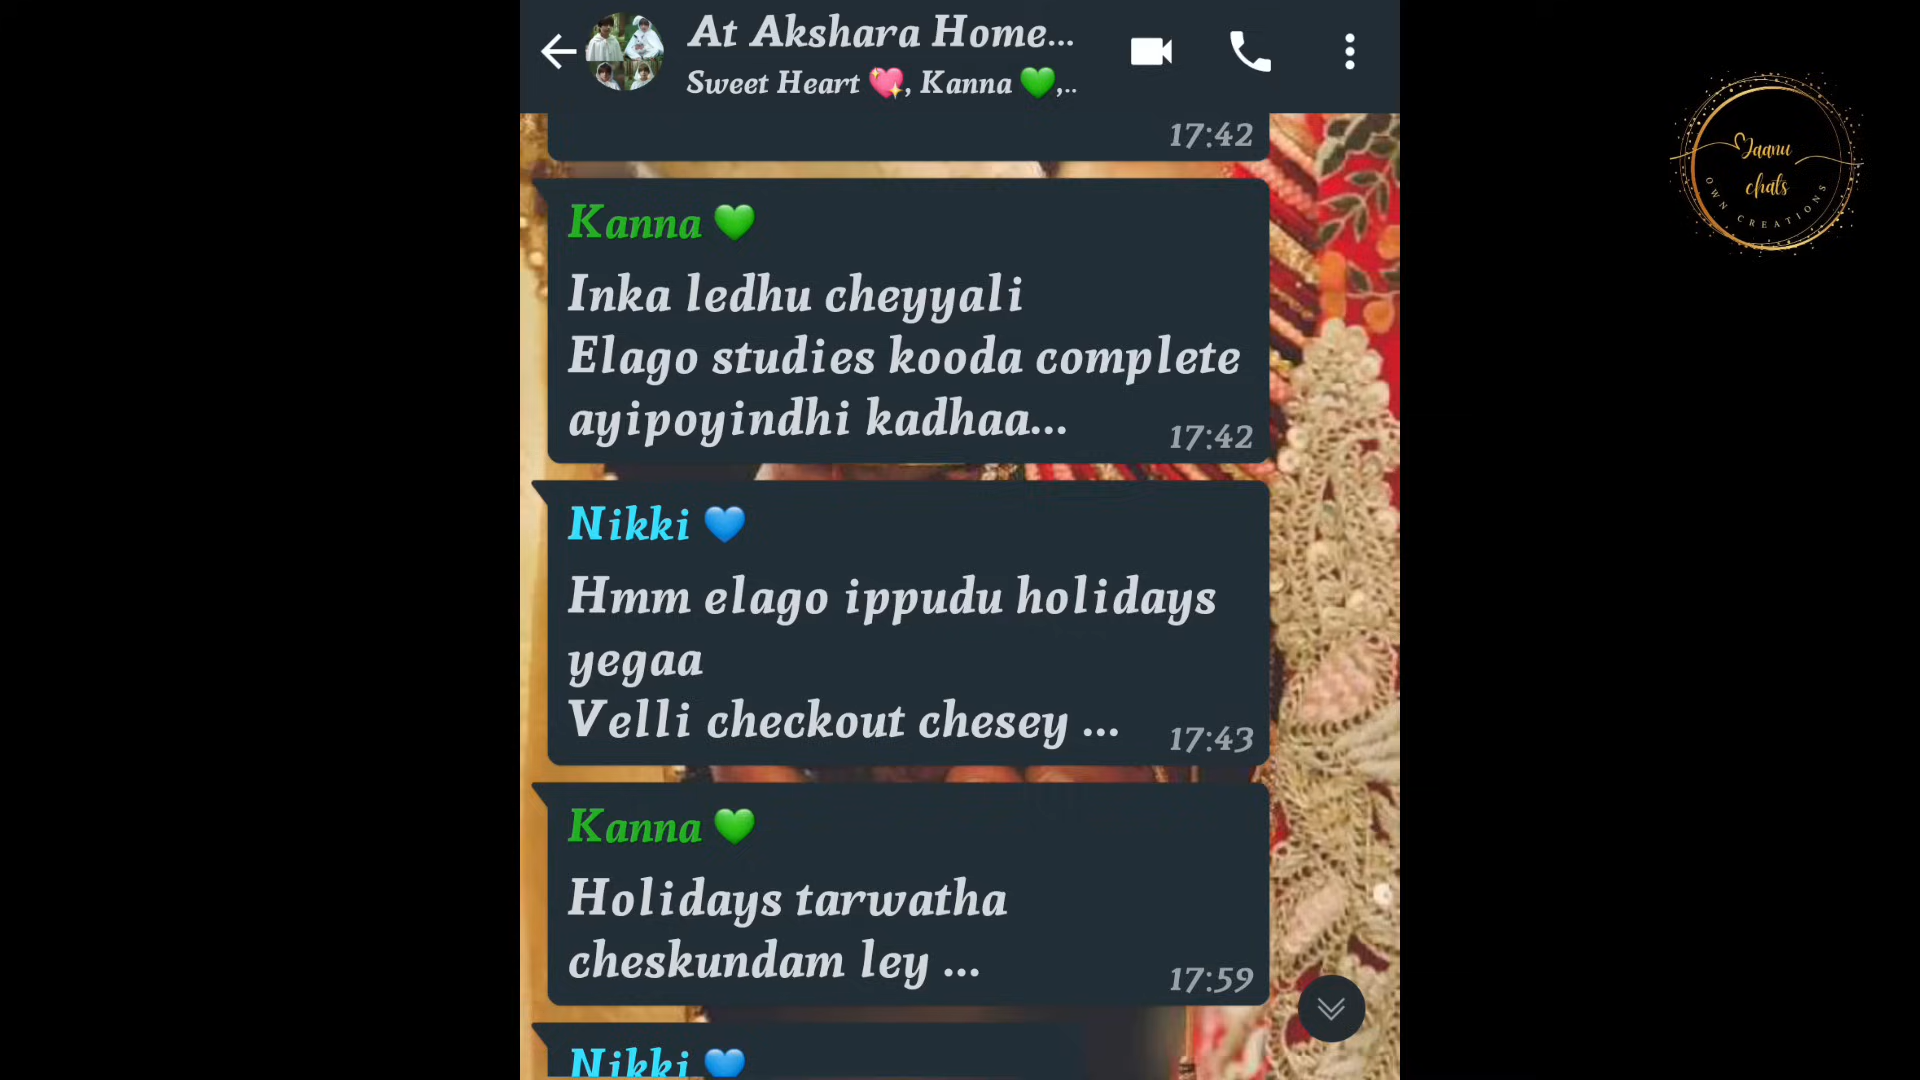 At Akshara Home...
Sweet Heart 💖, Kanna 💚,..
17:42
Kanna 💚
Inka ledhu cheyyali
Elago studies kooda complete
ayipoyindhi kadhaa...
17:42
Nikki 💙
Hmm elago ippudu holidays
yegaa
Velli checkout chesey ...
17:43
Kanna 💚
Holidays tarwatha
cheskundam ley ...
17:59
Nikki 💙
Jaanu
chats
OWN CREATIONS